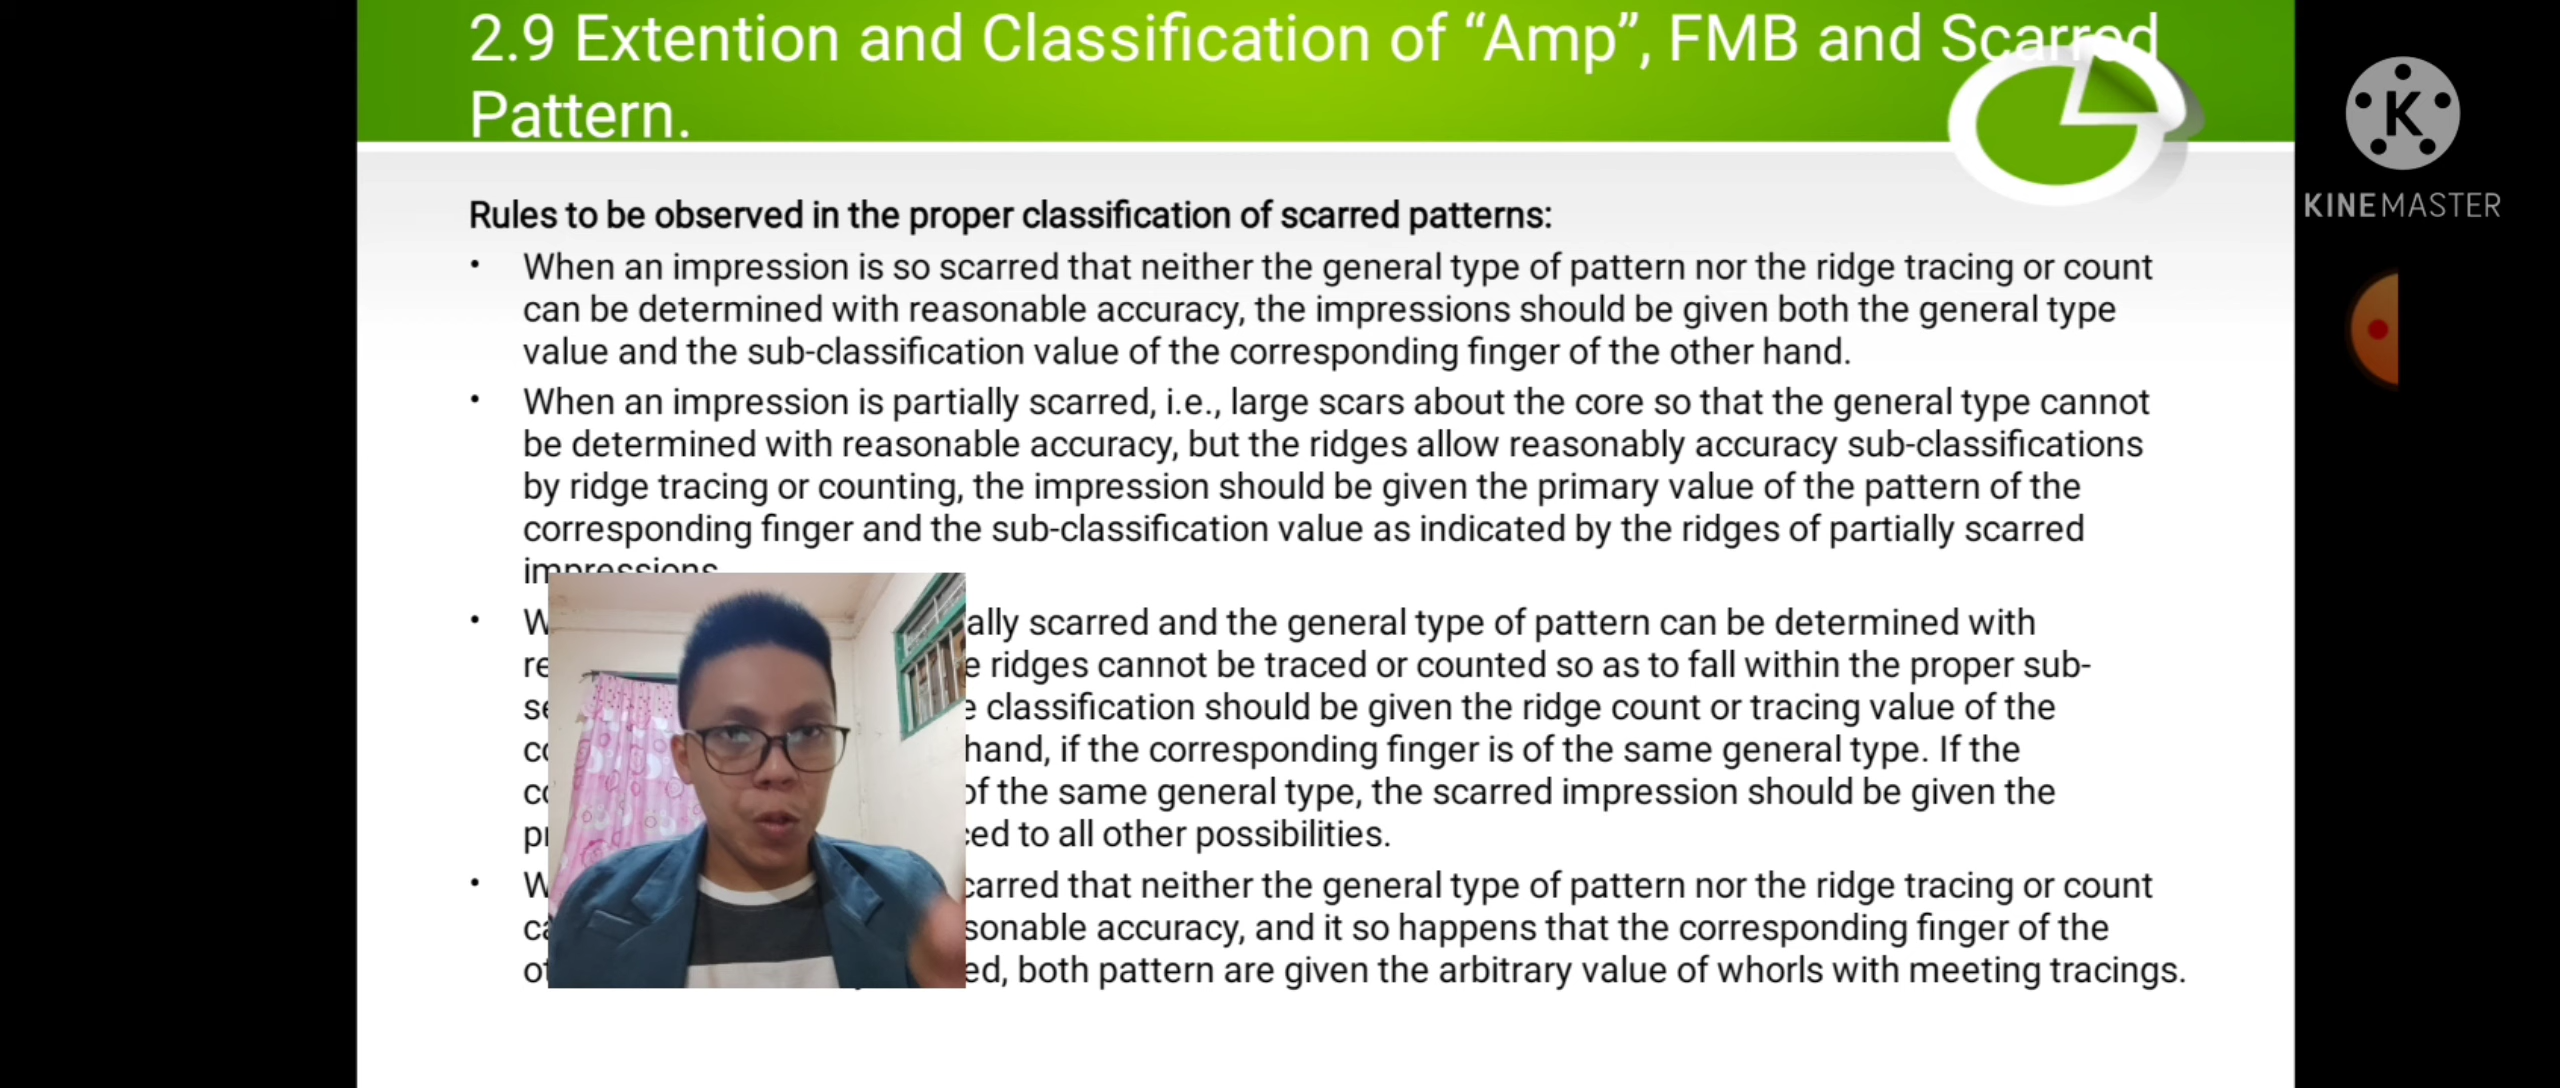 2.9 Extention and Classification of “Amp”, FMB and Scarred
Pattern.
K
KINEMASTER
Rules to be observed in the proper classification of scarred patterns:
• When an impression is so scarred that neither the general type of pattern nor the ridge tracing or count
can be determined with reasonable accuracy, the impressions should be given both the general type
value and the sub-classification value of the corresponding finger of the other hand.
• When an impression is partially scarred, i.e., large scars about the core so that the general type cannot
be determined with reasonable accuracy, but the ridges allow reasonably accuracy sub-classifications
by ridge tracing or counting, the impression should be given the primary value of the pattern of the
corresponding finger and the sub-classification value as indicated by the ridges of partially scarred
impressions
• scarred and the general type of pattern can be determined with
ridges cannot be traced or counted so as to fall within the proper sub-
classification should be given the ridge count or tracing value of the
hand, if the corresponding finger is of the same general type. If the
of the same general type, the scarred impression should be given the
to all other possibilities.
• that neither the general type of pattern nor the ridge tracing or count
accuracy, and it so happens that the corresponding finger of the
both pattern are given the arbitrary value of whorls with meeting tracings.